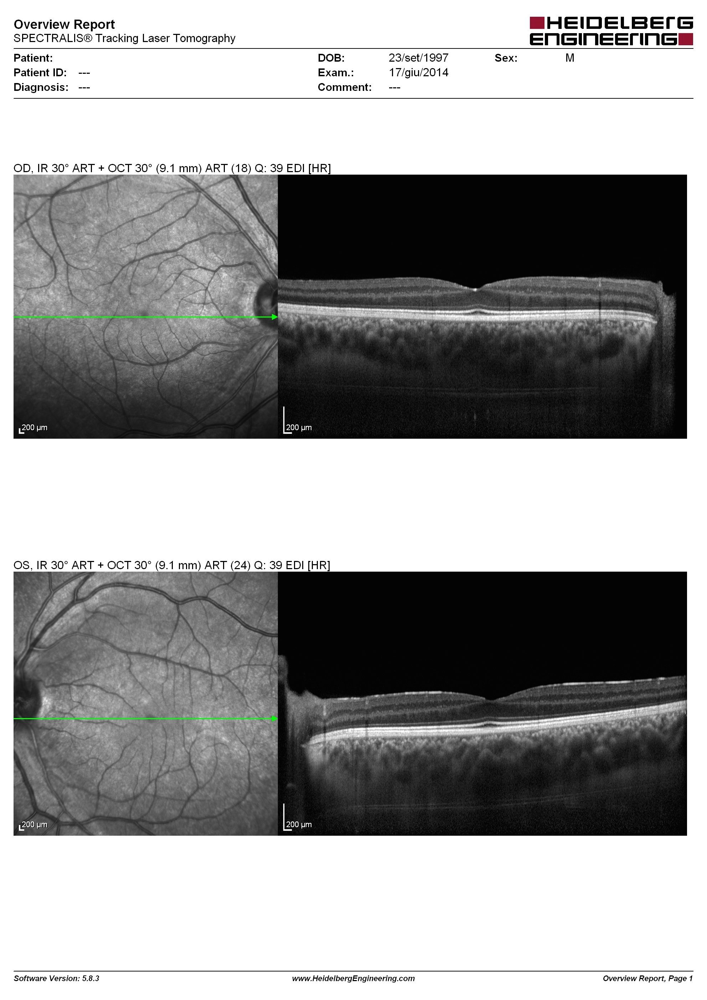 Overview Report
SPECTRALIS® Tracking Laser Tomography
HEIDELBERG
ENGINEERING
Patient: DOB: 23/set/1997 Sex: M
Patient ID: --- Exam.: 17/giu/2014
Diagnosis: --- Comment: ---
OD, IR 30° ART + OCT 30° (9.1 mm) ART (18) Q: 39 EDI [HR]
200 µm 200 µm
OS, IR 30° ART + OCT 30° (9.1 mm) ART (24) Q: 39 EDI [HR]
200 µm 200 µm
Software Version: 5.8.3 www.HeidelbergEngineering.com Overview Report, Page 1